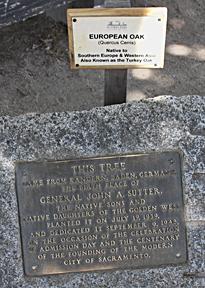 EUROPEAN OAK
(Quercus Cerris)
Native to
Southern Europe & Western Asia
Also Known as the Turkey Oak
THIS TREE
CAME FROM KANDERN, BADEN, GERMANY
THE BIRTH PLACE OF
GENERAL JOHN A. SUTTER.
THE NATIVE SONS AND
NATIVE DAUGHTERS OF THE GOLDEN WEST
PLANTED IT ON JULY 15, 1939,
AND DEDICATED IT SEPTEMBER 9, 1939
ON THE OCCASION OF THE CELEBRATION
ADMISSION DAY AND THE CENTENARY
OF THE FOUNDING OF THE MODERN
CITY OF SACRAMENTO.